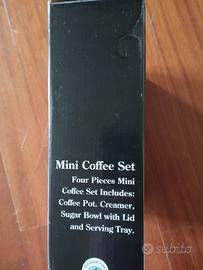 Mini Coffee Set
Four Pieces Mini
Coffee Set Includes:
Coffee Pot. Creamer,
Sugar Bowl with Lid
and Serving Tray.
subito